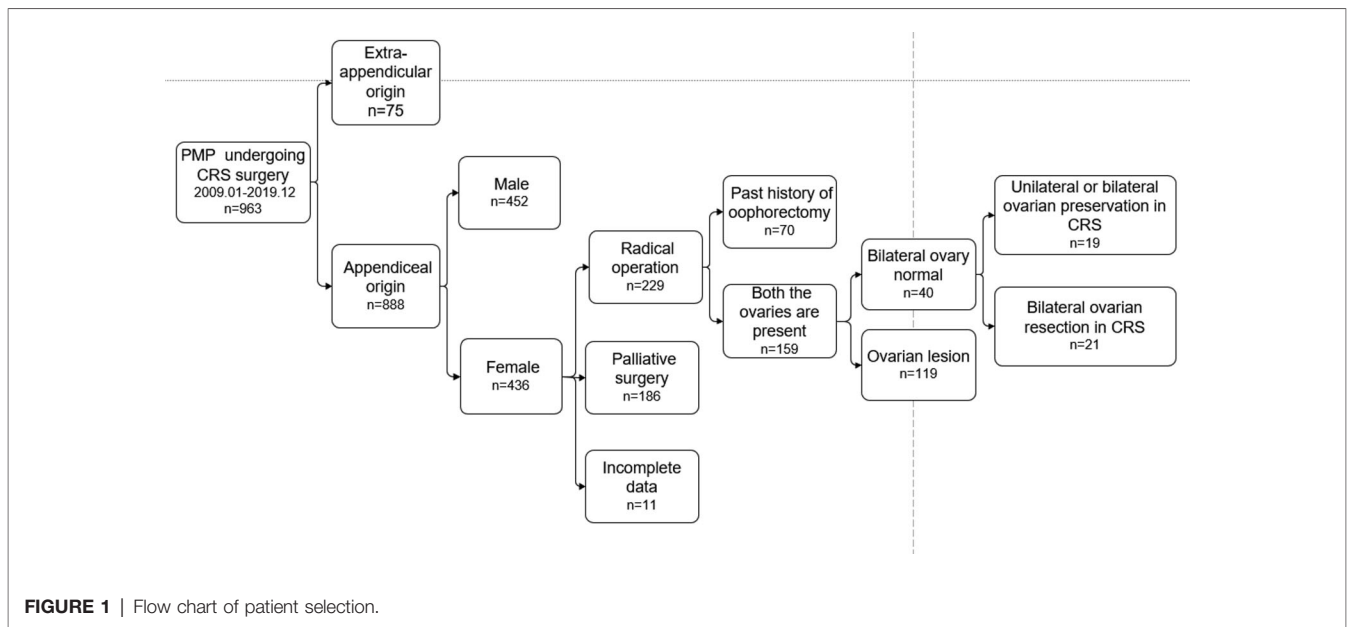 Extra-
appendicular
origin
n=75
PMP undergoing
CRS surgery
2009.01-2019.12
n=963
Appendiceal
origin
n=888
Male
n=452
Female
n=436
Radical
operation
n=229
Palliative
surgery
n=186
Incomplete
data
n=11
Past history of
oophorectomy
n=70
Both the
ovaries are
present
n=159
Bilateral ovary
normal
n=40
Ovarian lesion
n=119
Unilateral or bilateral
ovarian preservation in
CRS
n=19
Bilateral ovarian
resection in CRS
n=21
FIGURE 1 | Flow chart of patient selection.